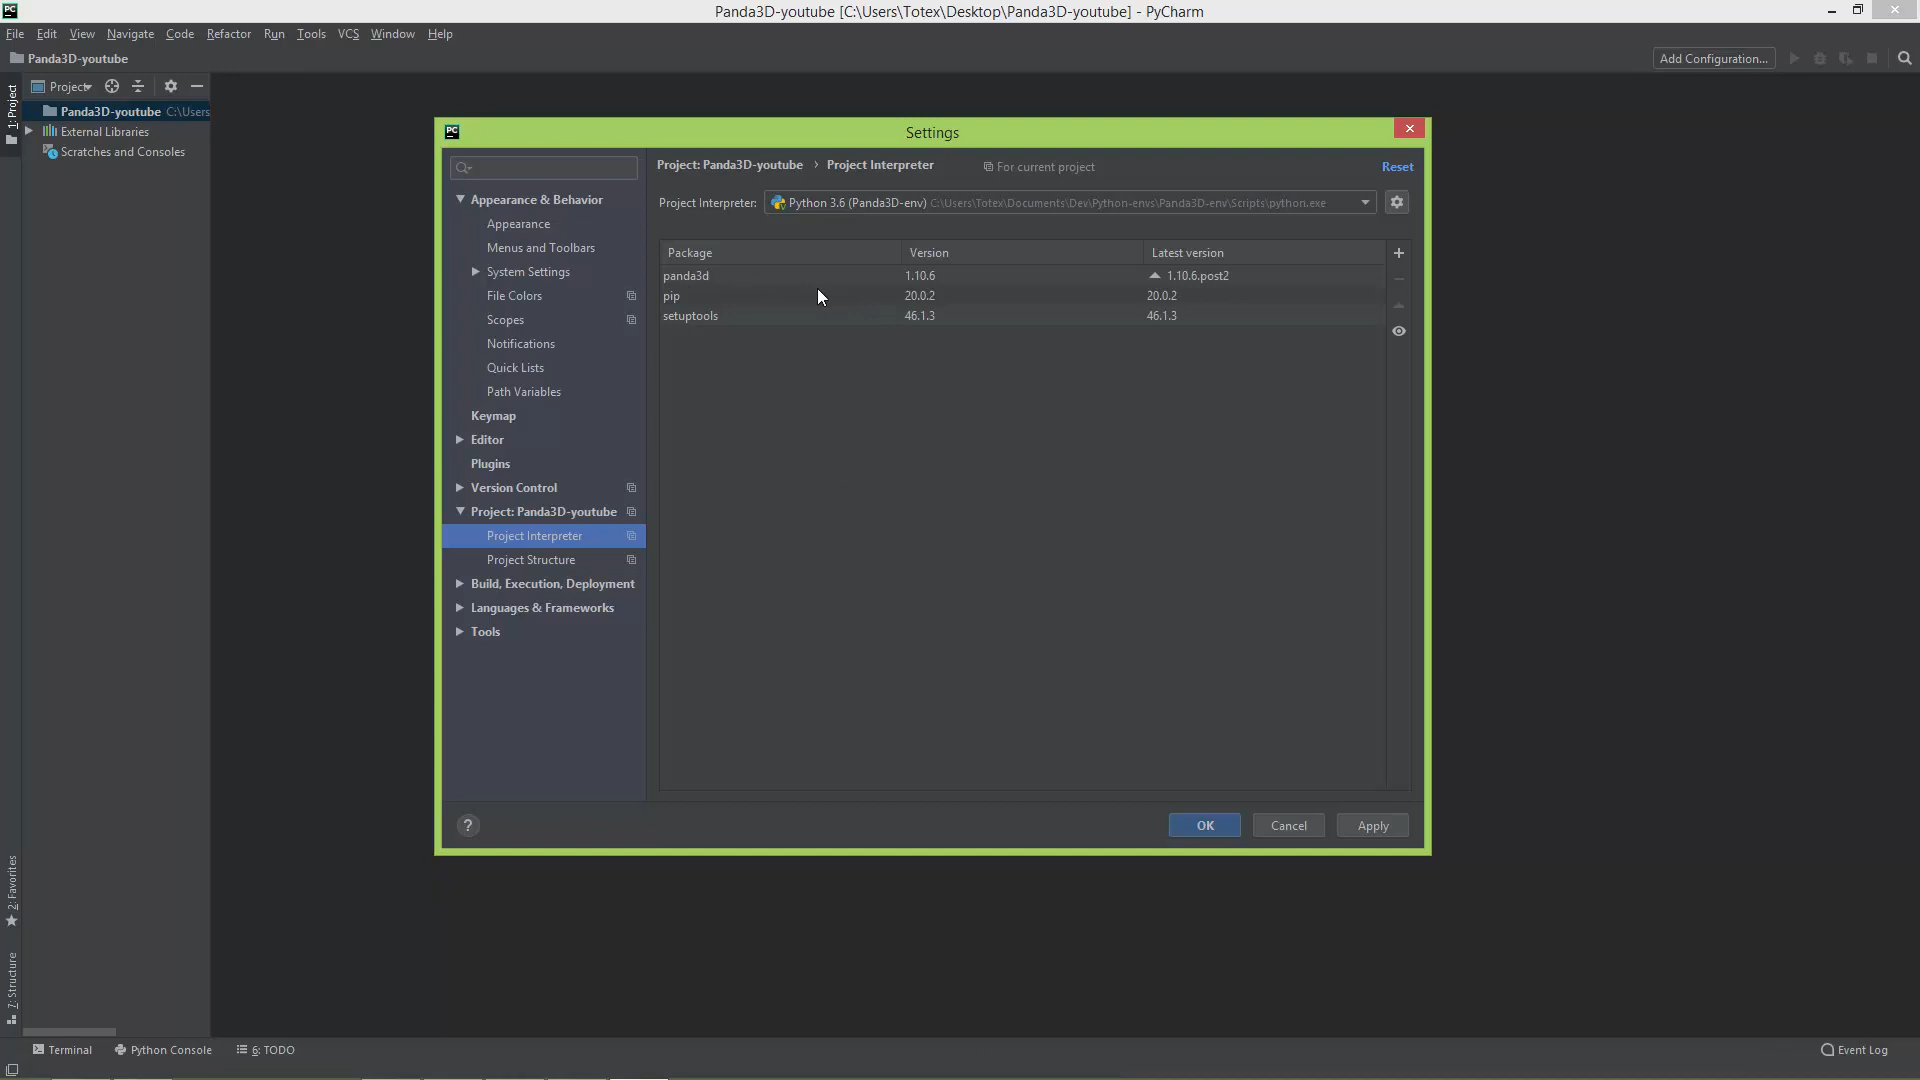 Panda3D-youtube [C:\Users\Totex\Desktop\Panda3D-youtube] - PyCharm
File Edit View Navigate Code Refactor Run Tools VCS Window Help
Panda3D-youtube
Add Configuration...
1: Project
Project
Panda3D-youtube C:\Users
External Libraries
Scratches and Consoles
Settings
Appearance & Behavior
Appearance
Menus and Toolbars
System Settings
File Colors
Scopes
Notifications
Quick Lists
Path Variables
Keymap
Editor
Plugins
Version Control
Project: Panda3D-youtube
Project Interpreter
Project Structure
Build, Execution, Deployment
Languages & Frameworks
Tools
Project: Panda3D-youtube › Project Interpreter For current project Reset
Project Interpreter: Python 3.6 (Panda3D-env) C:\Users\Totex\Documents\Dev\Python-envs\Panda3D-env\Scripts\python.exe
Package Version Latest version
panda3d 1.10.6 1.10.6.post2
pip 20.0.2 20.0.2
setuptools 46.1.3 46.1.3
? OK Cancel Apply
2: Favorites
7: Structure
Terminal Python Console 6: TODO Event Log